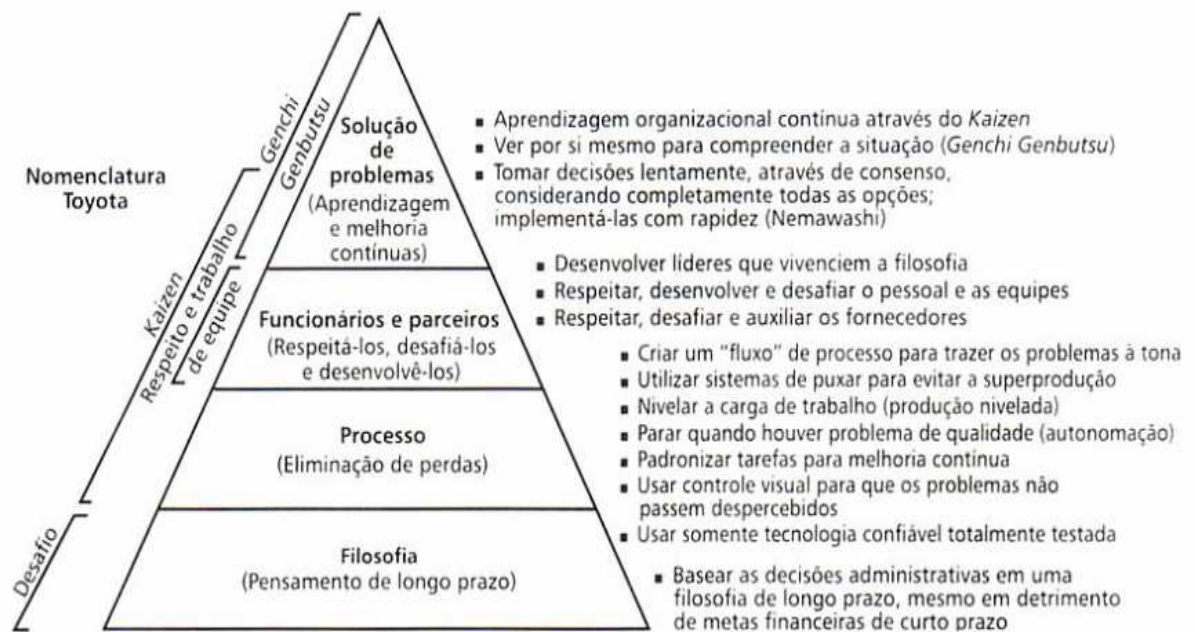 Nomenclatura
Toyota
Genchi
Genbutsu
Kaizen
Respeito e trabalho
de equipe
Desafio
Solução
de
problemas
(Aprendizagem
e melhoria
contínuas)
▪ Aprendizagem organizacional contínua através do Kaizen
▪ Ver por si mesmo para compreender a situação (Genchi Genbutsu)
▪ Tomar decisões lentamente, através de consenso,
considerando completamente todas as opções;
implementá-las com rapidez (Nemawashi)
Funcionários e parceiros
(Respeitá-los, desafiá-los
e desenvolvê-los)
▪ Desenvolver líderes que vivenciem a filosofia
▪ Respeitar, desenvolver e desafiar o pessoal e as equipes
▪ Respeitar, desafiar e auxiliar os fornecedores
Processo
(Eliminação de perdas)
▪ Criar um "fluxo" de processo para trazer os problemas à tona
▪ Utilizar sistemas de puxar para evitar a superprodução
▪ Nivelar a carga de trabalho (produção nivelada)
▪ Parar quando houver problema de qualidade (autonomação)
▪ Padronizar tarefas para melhoria contínua
▪ Usar controle visual para que os problemas não
passem despercebidos
▪ Usar somente tecnologia confiável totalmente testada
Filosofia
(Pensamento de longo prazo)
▪ Basear as decisões administrativas em uma
filosofia de longo prazo, mesmo em detrimento
de metas financeiras de curto prazo